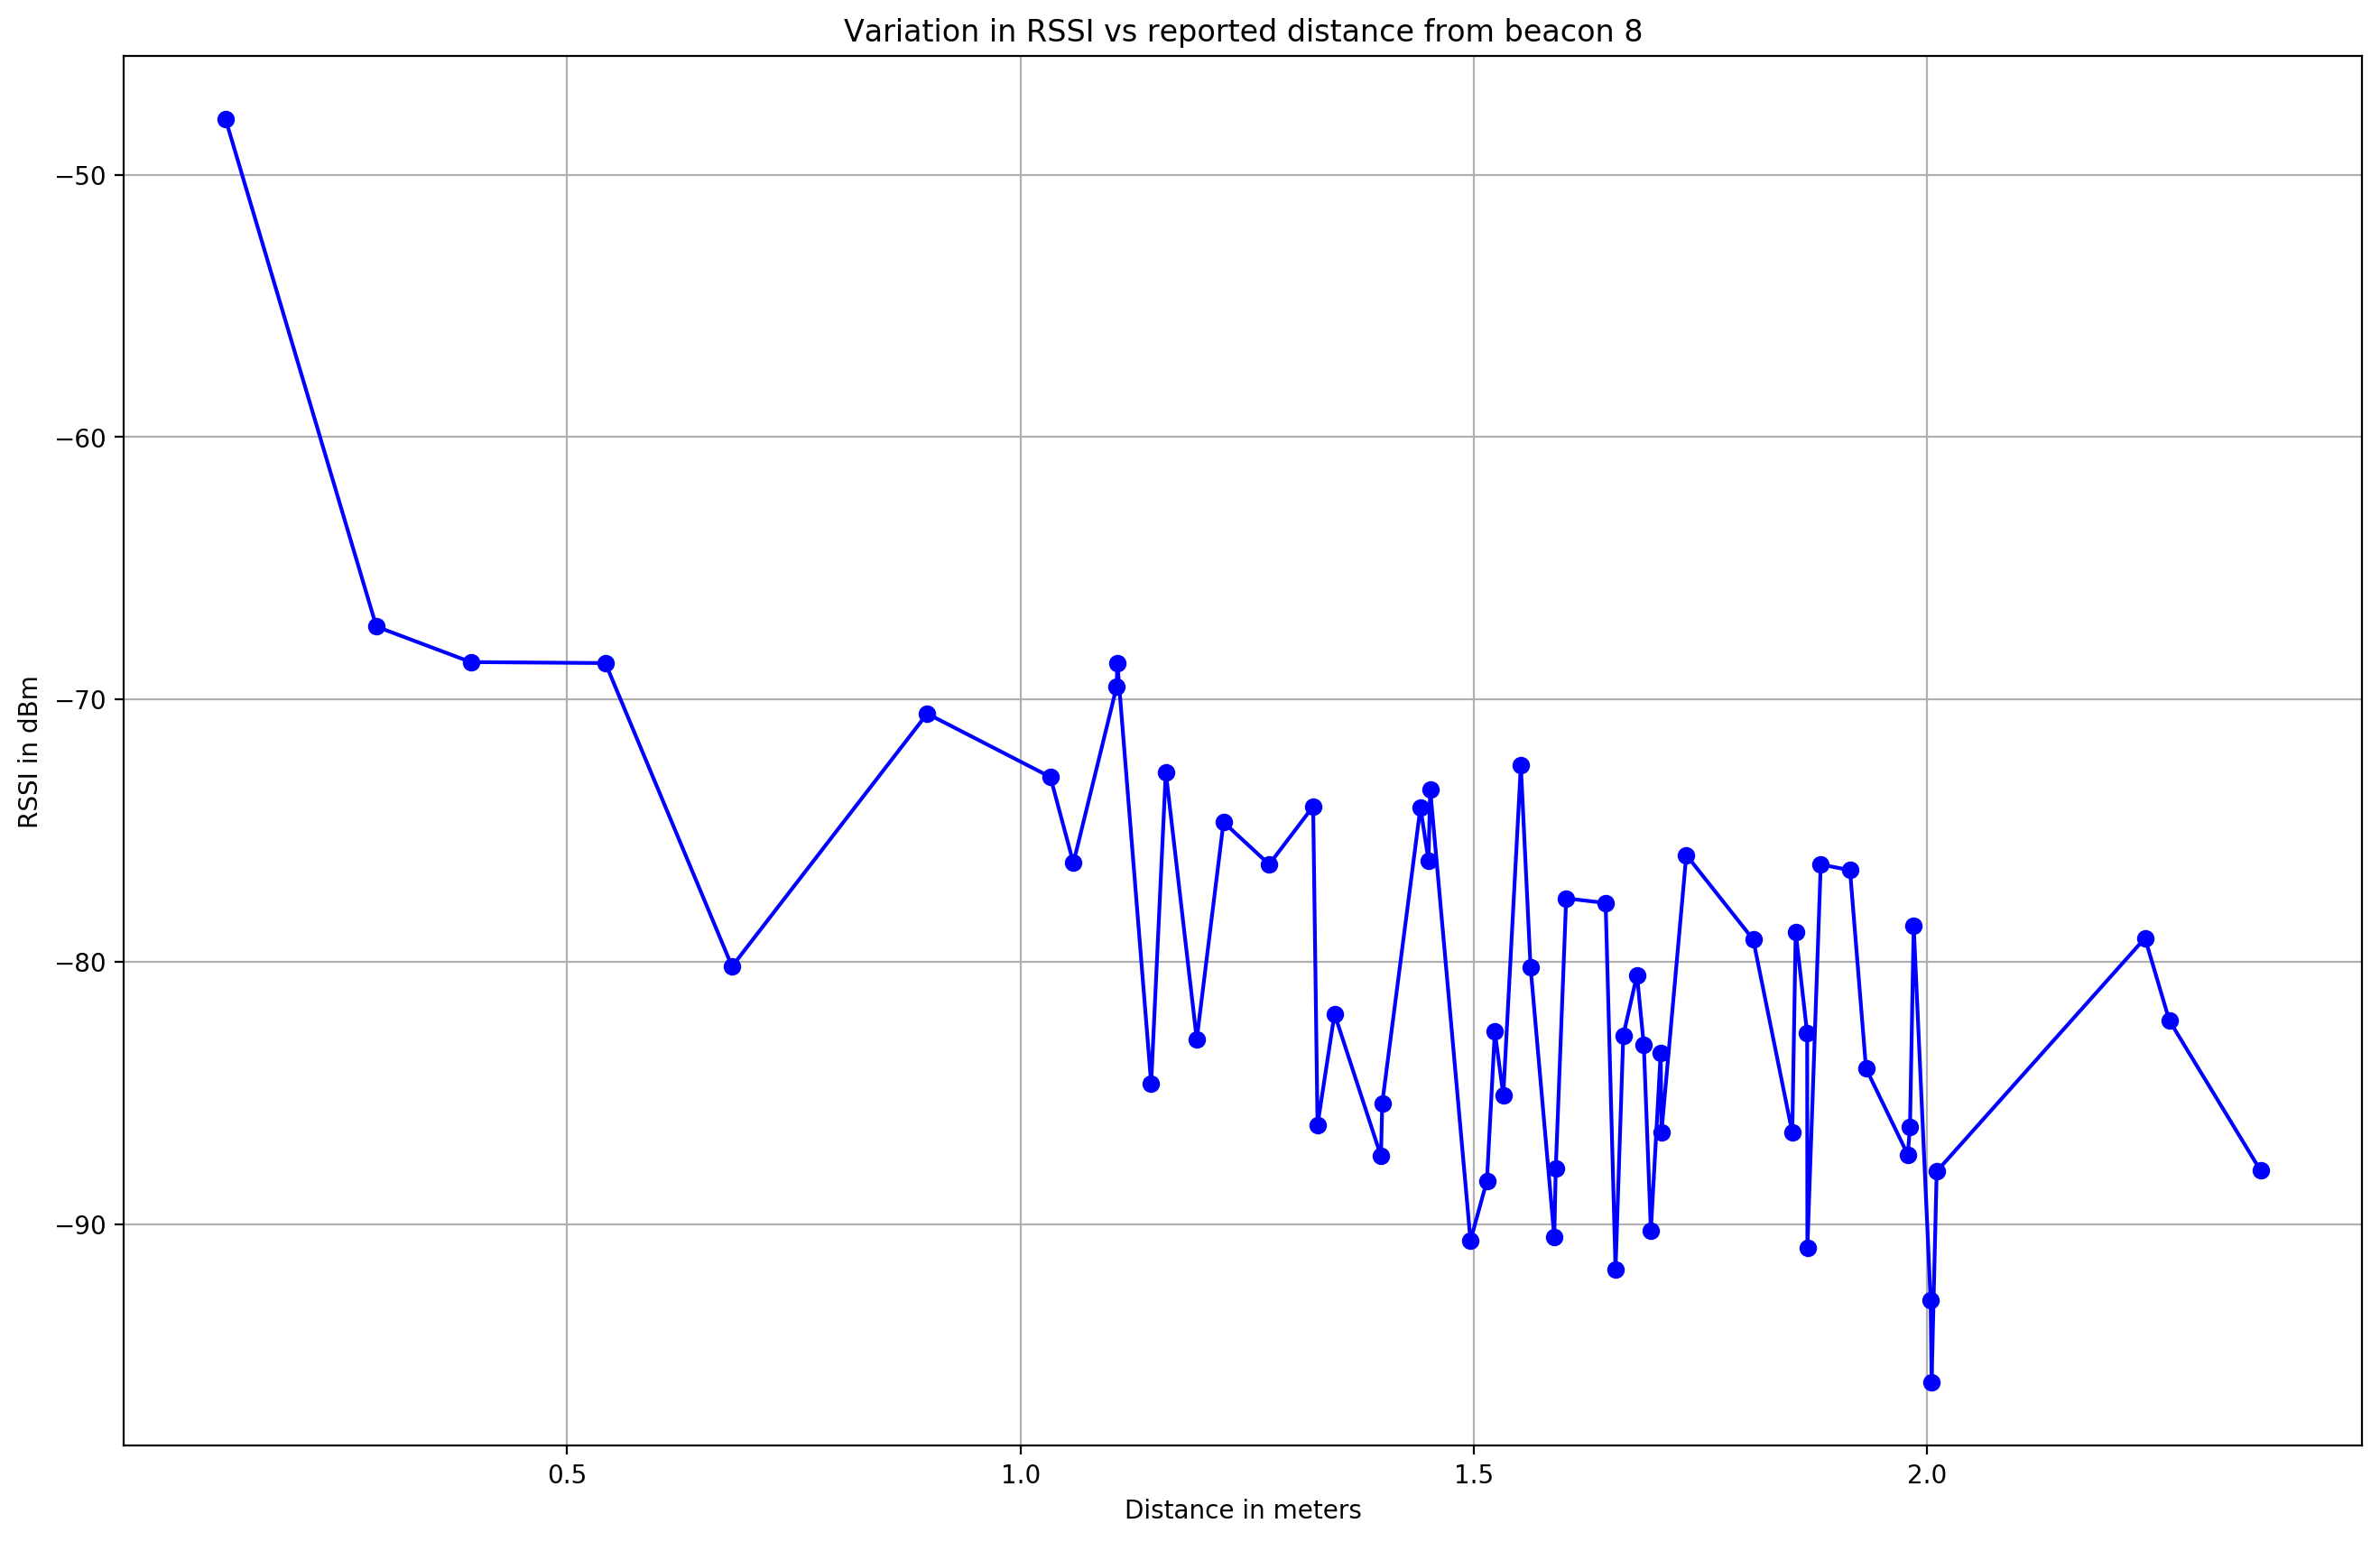 Variation in RSSI vs reported distance from beacon 8
−50
−60
−70
−80
−90
RSSI in dBm
0.5 1.0 1.5 2.0
Distance in meters